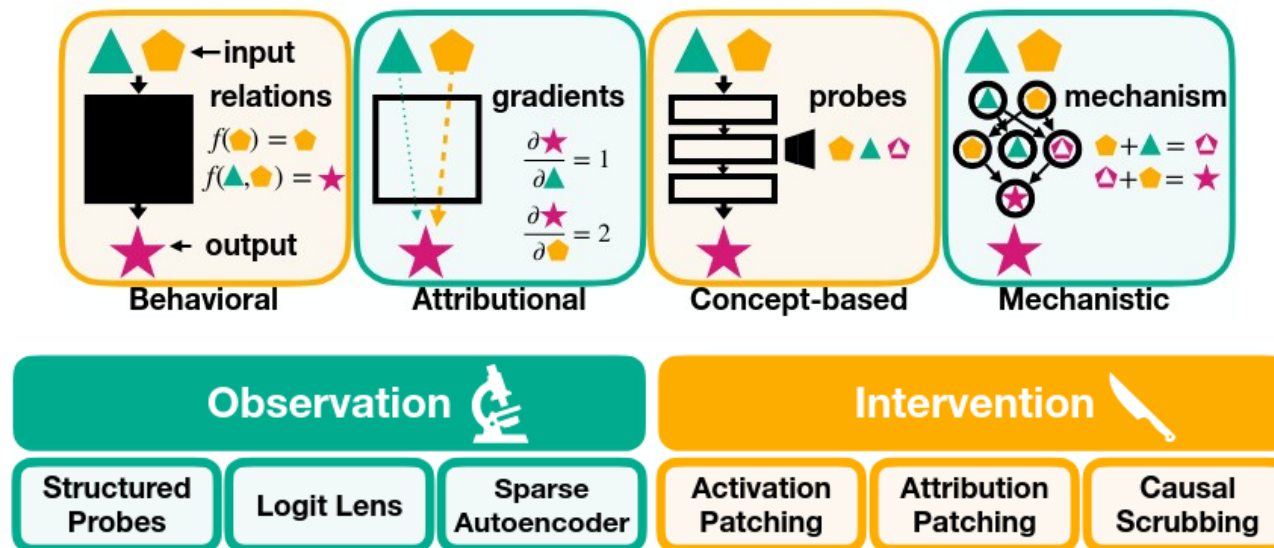 input
relations
f(⬟) = ⬟
f(▲,⬟) = ★
output
Behavioral
gradients
∂★/∂▲ = 1
∂★/∂⬟ = 2
Attributional
probes
Concept-based
mechanism
⬟+▲= ⬟
⬟+⬟= ★
Mechanistic
Observation
Intervention
Structured
Probes
Logit Lens
Sparse
Autoencoder
Activation
Patching
Attribution
Patching
Causal
Scrubbing